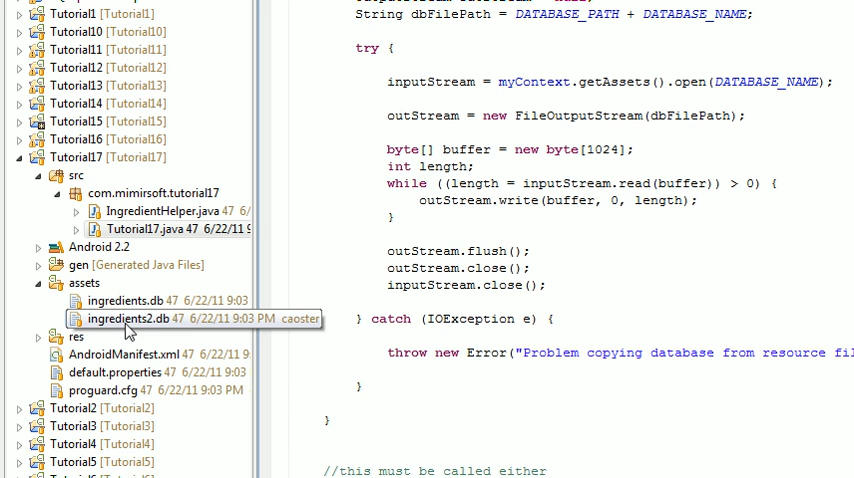 Tutorial1 [Tutorial1]
Tutorial10 [Tutorial10]
Tutorial11 [Tutorial11]
Tutorial12 [Tutorial12]
Tutorial13 [Tutorial13]
Tutorial14 [Tutorial14]
Tutorial15 [Tutorial15]
Tutorial16 [Tutorial16]
Tutorial17 [Tutorial17]
src
com.mimirsoft.tutorial17
IngredientHelper.java 47 6/
Tutorial17.java 47 6/22/11 9
Android 2.2
gen [Generated Java Files]
assets
ingredients.db 47 6/22/11 9:03
ingredients2.db 47 6/22/11 9:03 PM caoster
res
AndroidManifest.xml 47 6/22/11 9:
default.properties 47 6/22/11 9:03
proguard.cfg 47 6/22/11 9:03 PM
Tutorial2 [Tutorial2]
Tutorial3 [Tutorial3]
Tutorial4 [Tutorial4]
Tutorial5 [Tutorial5]
String dbFilePath = DATABASE_PATH + DATABASE_NAME;
try {
inputStream = myContext.getAssets().open(DATABASE_NAME);
outStream = new FileOutputStream(dbFilePath);
byte[] buffer = new byte[1024];
int length;
while ((length = inputStream.read(buffer)) > 0) {
outStream.write(buffer, 0, length);
}
outStream.flush();
outStream.close();
inputStream.close();
} catch (IOException e) {
throw new Error("Problem copying database from resource fil
}
}
//this must be called either